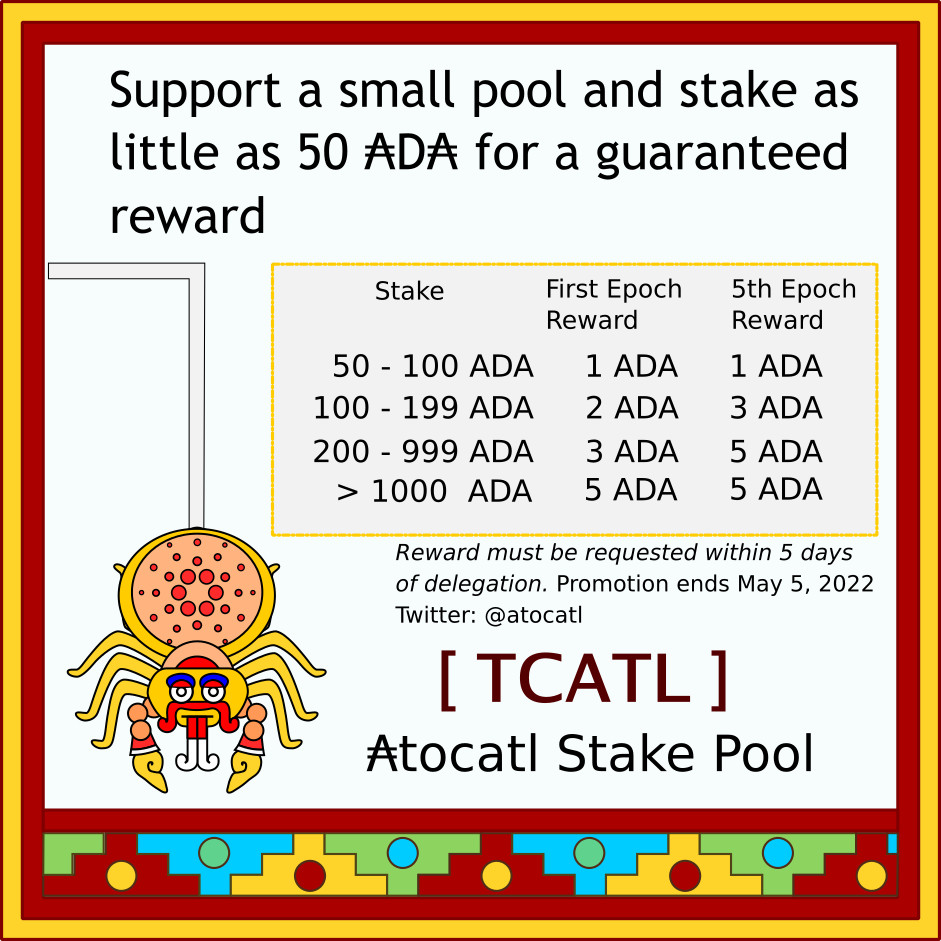 Support a small pool and stake as
little as 50 ₳D₳ for a guaranteed
reward
Stake First Epoch Reward 5th Epoch Reward
50 - 100 ADA 1 ADA 1 ADA
100 - 199 ADA 2 ADA 3 ADA
200 - 999 ADA 3 ADA 5 ADA
> 1000 ADA 5 ADA 5 ADA
Reward must be requested within 5 days
of delegation. Promotion ends May 5, 2022
Twitter: @atocatl
[ TCATL ]
₳tocatl Stake Pool